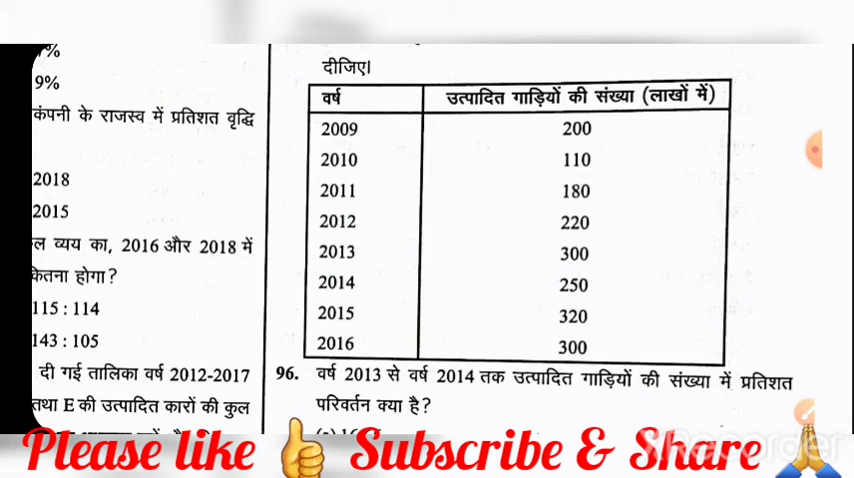 9%
कंपनी के राजस्व में प्रतिशत वृद्धि
2018
2015
व्यय का, 2016 और 2018 में
होगा?
115 : 114
143 : 105
दी गई तालिका वर्ष 2012-2017
तथा E की उत्पादित कारों की कुल
दीजिए।
वर्ष उत्पादित गाड़ियों की संख्या (लाखों में)
2009 200
2010 110
2011 180
2012 220
2013 300
2014 250
2015 320
2016 300
96. वर्ष 2013 से वर्ष 2014 तक उत्पादित गाड़ियों की संख्या में प्रतिशत
परिवर्तन क्या है?
Please like Subscribe & Share
XRecorder